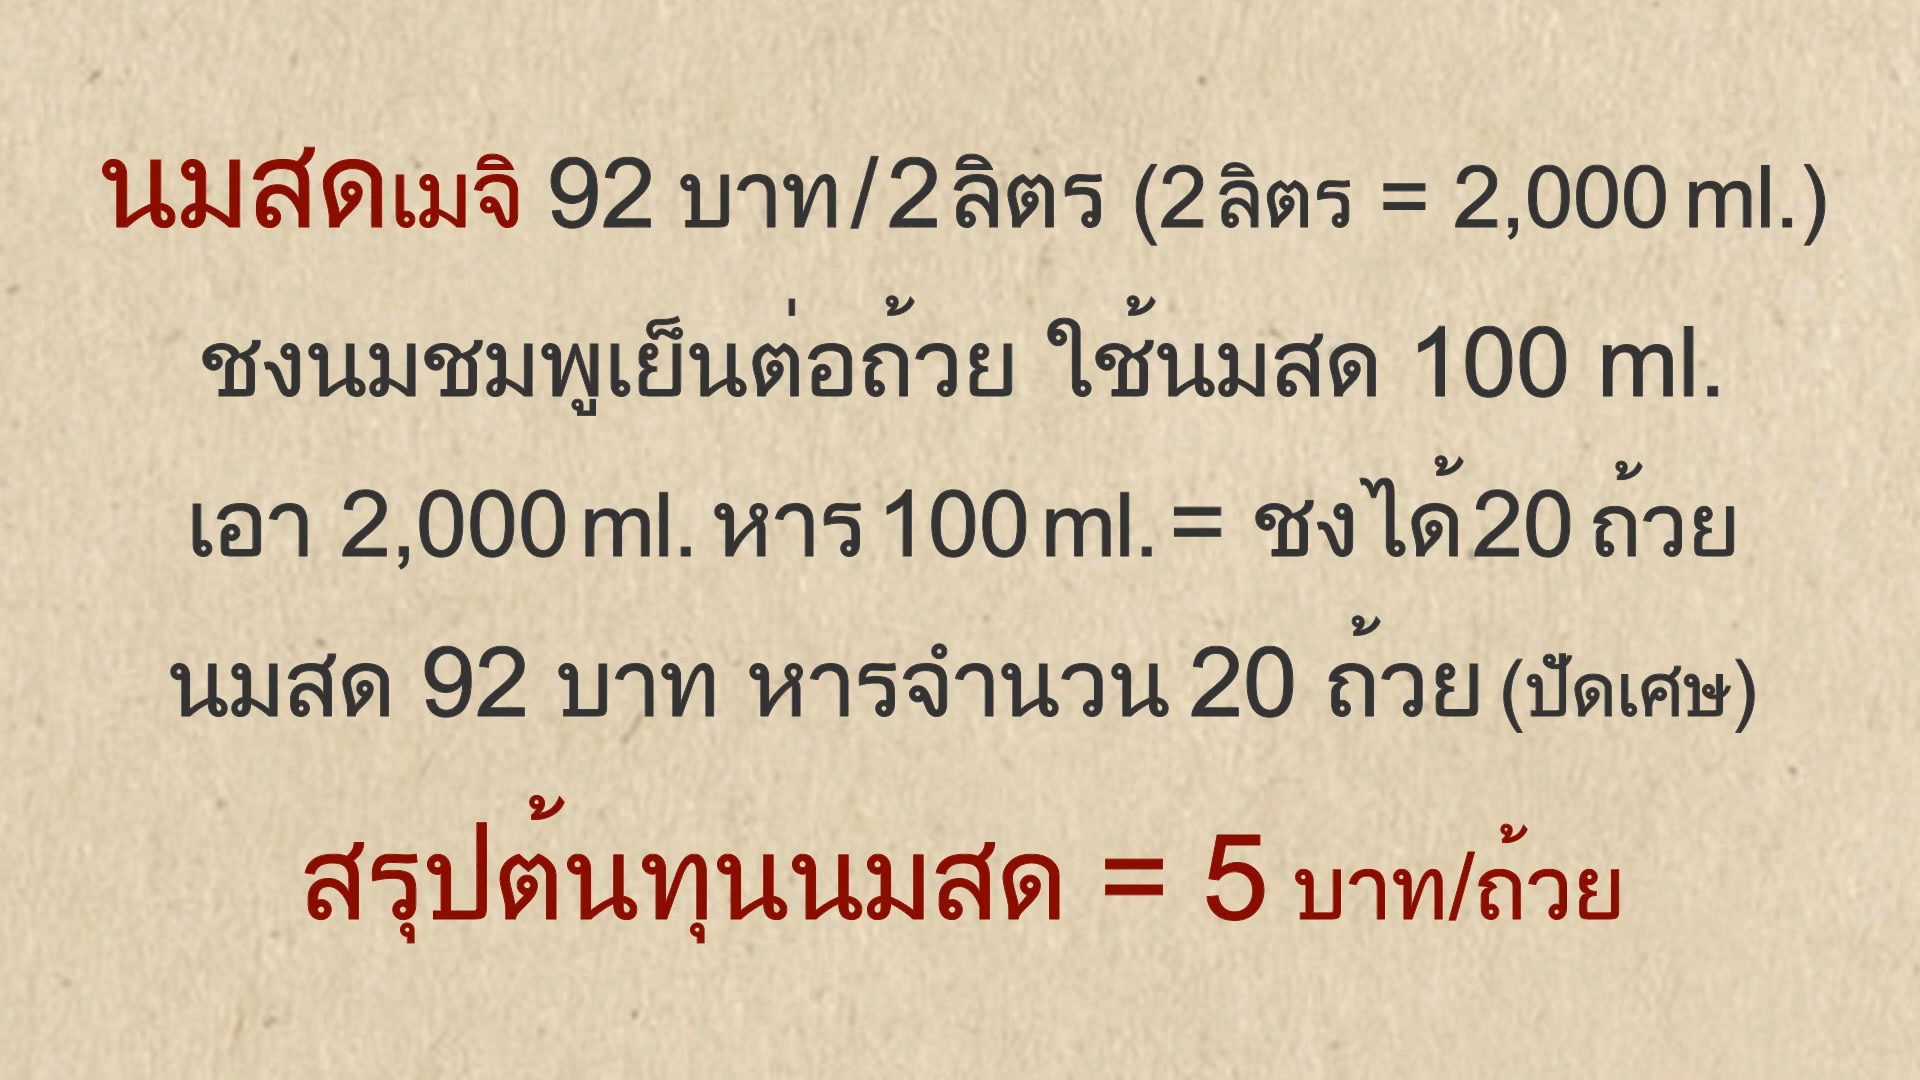 นมสดเมจิ 92 บาท/2ลิตร (2ลิตร = 2,000 ml.)
ชงนมชมพูเย็นต่อถ้วย ใช้นมสด 100 ml.
เอา 2,000 ml. หาร 100 ml. = ชงได้ 20 ถ้วย
นมสด 92 บาท หารจำนวน 20 ถ้วย (ปัดเศษ)
สรุปต้นทุนนมสด = 5 บาท/ถ้วย